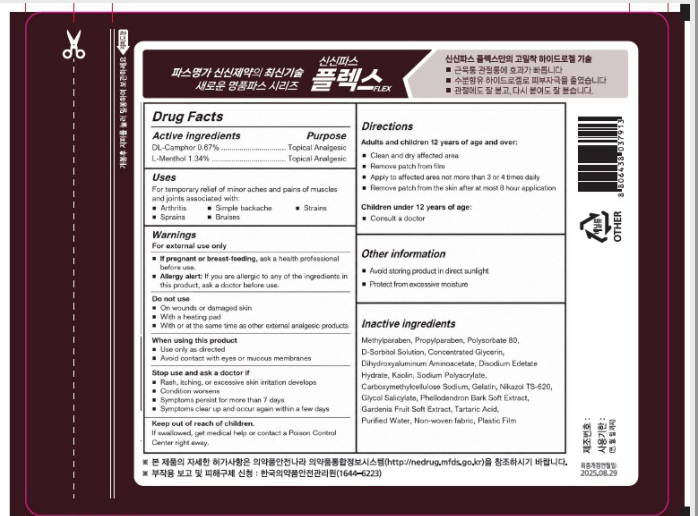 신신파스
파스명가 신신제약의 최신기술
새로운 명품파스 시리즈
플렉스 FLEX
신신파스 플렉스만의 고밀착 하이드로겔 기술
▪ 근육통 관절통에 효과가 빠릅니다
▪ 수분함유 하이드로겔로 피부자극을 줄였습니다
▪ 관절에도 잘 붙고, 다시 붙여도 잘 붙습니다.
Drug Facts
Active Ingredients Purpose
DL-Camphor 0.67% Topical Analgesic
L-Menthol 1.34% Topical Analgesic
Uses
For temporary relief of minor aches and pains of muscles
and joints associated with:
▪ Arthritis ▪ Simple backache ▪ Strains
▪ Sprains ▪ Bruises
Warnings
For external use only
▪ If pregnant or breast-feeding, ask a health professional
before use.
▪ Allergy alert: If you are allergic to any of the ingredients in
this product, ask a doctor before use.
Do not use
▪ On wounds or damaged skin
▪ With a heating pad
▪ With or at the same time as other external analgesic products
When using this product
▪ Use only as directed
▪ Avoid contact with eyes or mucous membranes
Stop use and ask a doctor if
▪ Rash, itching, or excessive skin irritation develops
▪ Condition worsens
▪ Symptoms persist for more than 7 days
▪ Symptoms clear up and occur again within a few days
Keep out of reach of children.
If swallowed, get medical help or contact a Poison Control
Center right away.
Directions
Adults and children 12 years of age and over:
▪ Clean and dry affected area
▪ Remove patch from film
▪ Apply to affected area not more than 3 or 4 times daily
▪ Remove patch from the skin after at most 8 hour application
Children under 12 years of age:
▪ Consult a doctor
Other information
▪ Avoid storing product in direct sunlight
▪ Protect from excessive moisture
Inactive ingredients
Methylparaben, Propylparaben, Polysorbate 80,
D-Sorbitol Solution, Concentrated Glycerin,
Dihydroxyaluminum Aminoacetate, Disodium Edetate
Hydrate, Kaolin, Sodium Polyacrylate,
Carboxymethylcellulose Sodium, Gelatin, Nikazol TS-620,
Glycol Salicylate, Phellodendron Bark Soft Extract,
Gardenia Fruit Soft Extract, Tartaric Acid,
Purified Water, Non-woven fabric, Plastic Film
8 806438 037913
OTHER
제조번호 :
사용기한 :
(년, 월, 일 까지)
최종개정연월일:
2025.08.29
※ 본 제품의 자세한 허가사항은 의약품안전나라 의약품통합정보시스템(http://nedrug.mfds.go.kr)을 참조하시기 바랍니다.
※ 부작용 보고 및 피해구제 신청 : 한국의약품안전관리원(1644-6223)